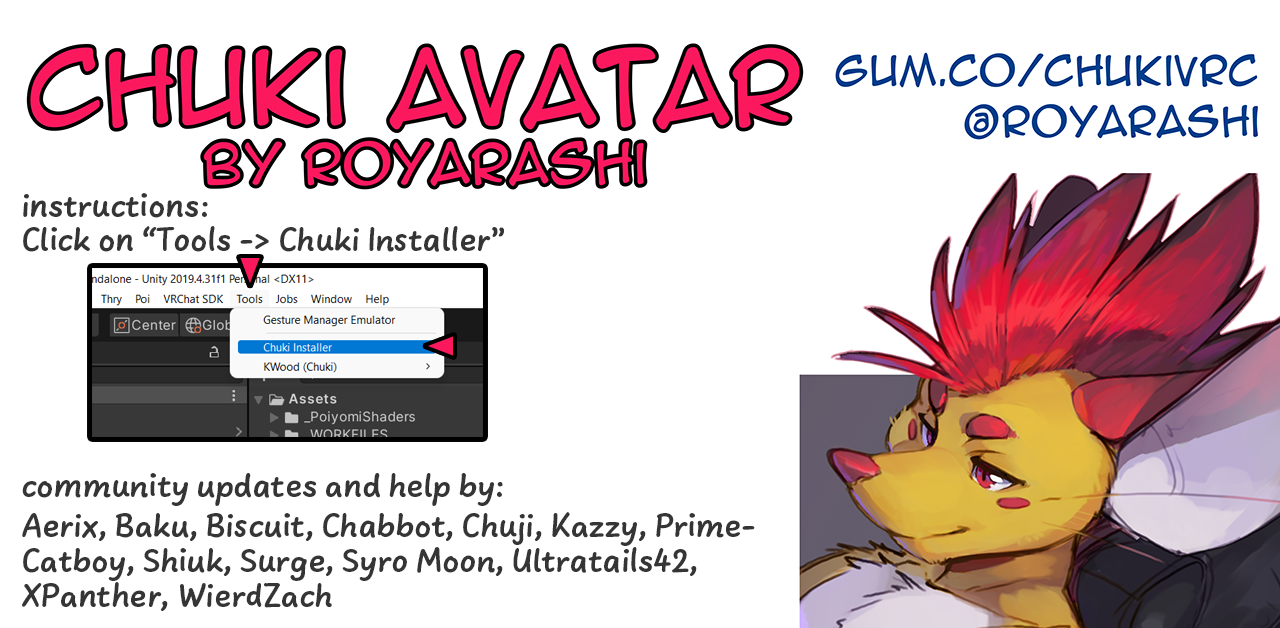 CHUKI AVATAR
BY ROYARASHI
GUM.CO/CHUKIVRC
@ROYARASHI
instructions:
Click on “Tools -> Chuki Installer”
ndalone - Unity 2019.4.31f1 Pe nal <DX11>
Thry Poi VRChat SDK Tools Jobs Window Help
Center Glob
Gesture Manager Emulator
Chuki Installer
KWood (Chuki) >
Assets
_PoiyomiShaders
_WORKFILES
community updates and help by:
Aerix, Baku, Biscuit, Chabbot, Chuji, Kazzy, Prime-
Catboy, Shiuk, Surge, Syro Moon, Ultratails42,
XPanther, WierdZach